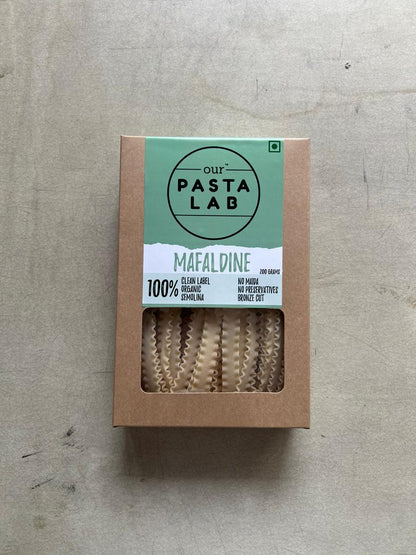 our™
PASTA
LAB
MAFALDINE
200 GRAMS
100%
CLEAN LABEL
ORGANIC
SEMOLINA
NO MAIDA
NO PRESERVATIVES
BRONZE CUT